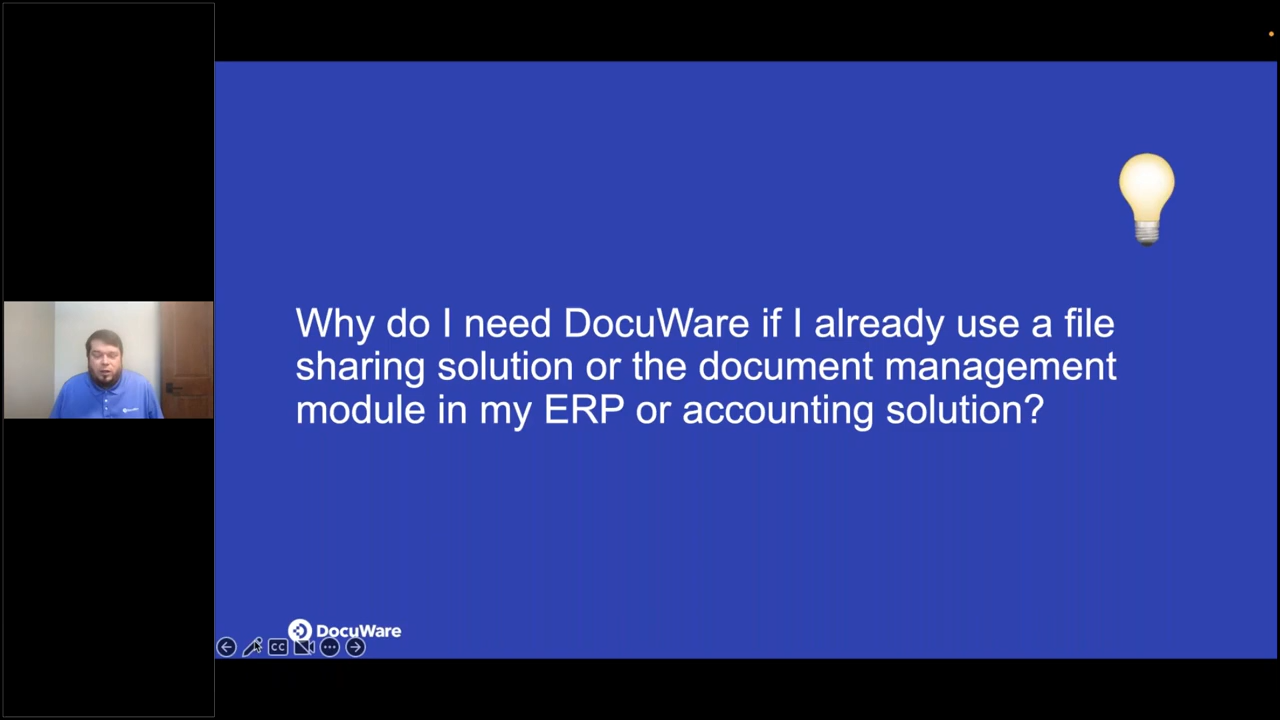 Why do I need DocuWare if I already use a file
sharing solution or the document management
module in my ERP or accounting solution?
DocuWare
CC